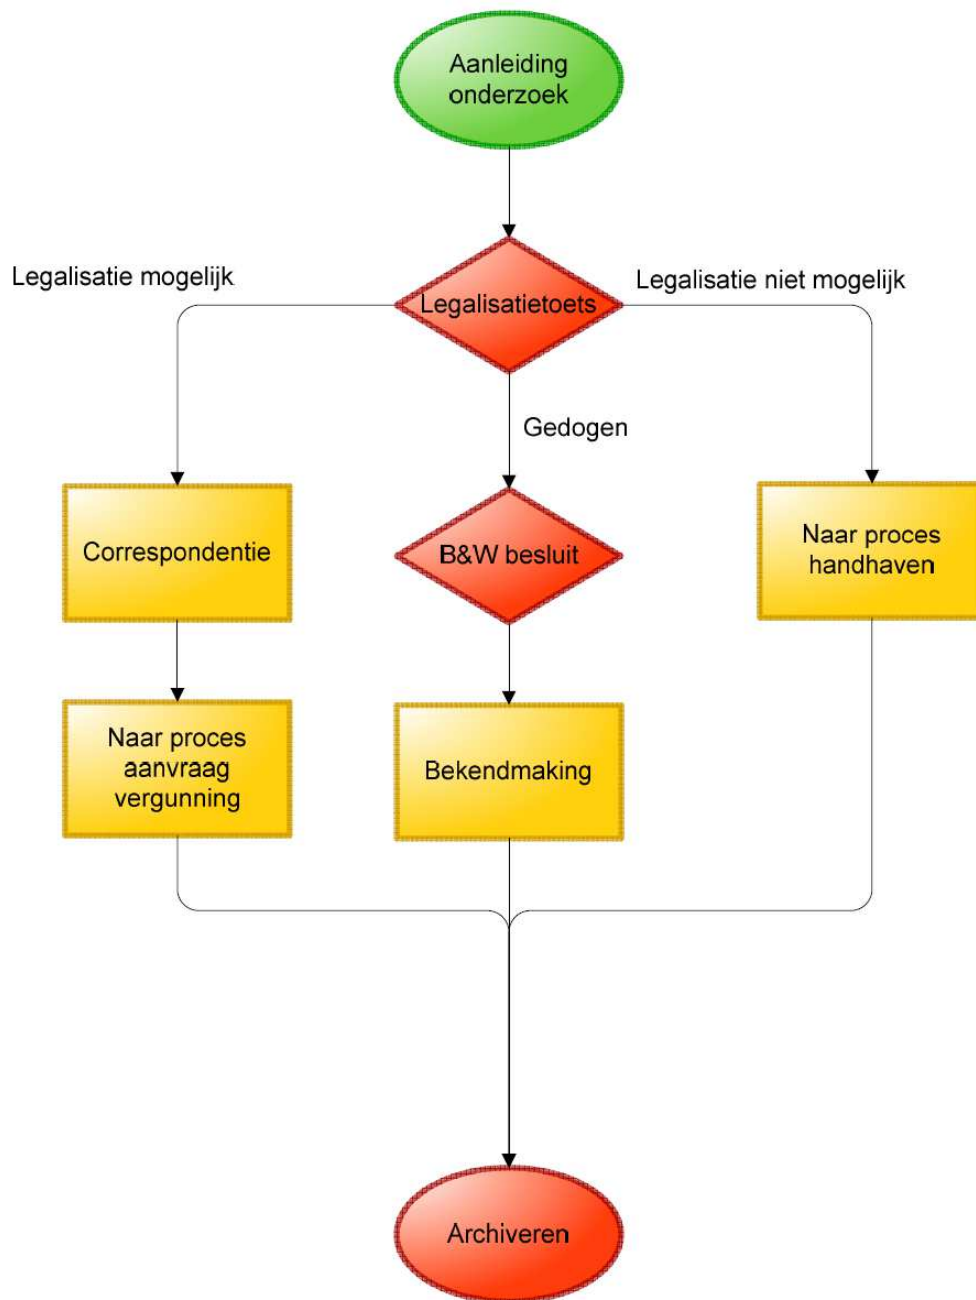 Aanleiding
onderzoek
Legalisatie mogelijk
Legalisatietoets
Legalisatie niet mogelijk
Gedogen
Correspondentie
B&W besluit
Naar proces
handhaven
Naar proces
aanvraag
vergunning
Bekendmaking
Archiveren